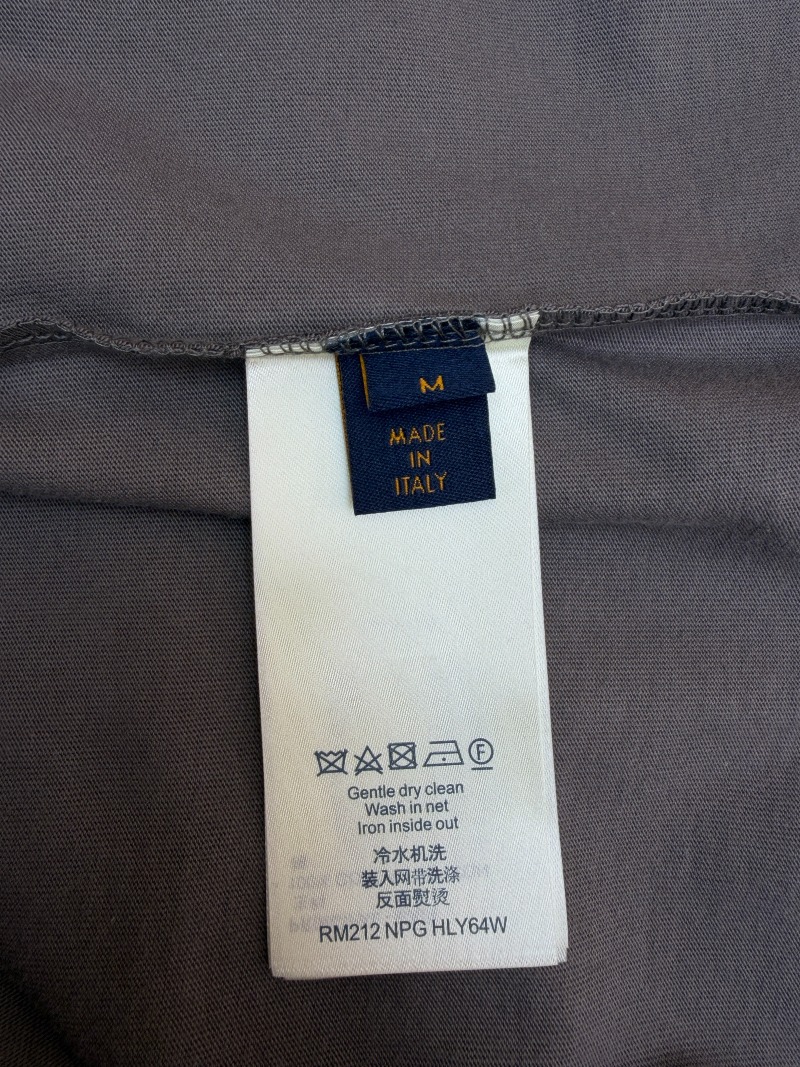 M
MADE
IN
ITALY
F
Gentle dry clean
Wash in net
Iron inside out
冷水机洗
装入网带洗涤
反面熨烫
RM212 NPG HLY64W